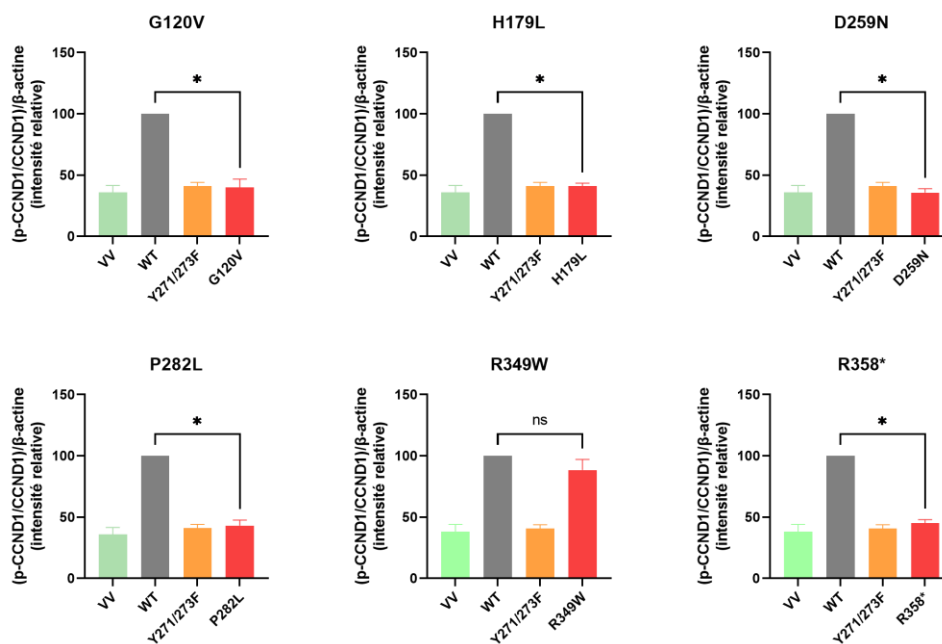 G120V
(p-CCND1/CCND1)/β-actine
(intensité relative)
150
100
50
0
*
VV
WT
Y271/273F
G120V
H179L
(p-CCND1/CCND1)/β-actine
(intensité relative)
150
100
50
0
*
VV
WT
Y271/273F
H179L
D259N
(p-CCND1/CCND1)/β-actine
(intensité relative)
150
100
50
0
*
VV
WT
Y271/273F
D259N
P282L
(p-CCND1/CCND1)/β-actine
(intensité relative)
150
100
50
0
*
VV
WT
Y271/273F
P282L
R349W
(p-CCND1/CCND1)/β-actine
(intensité relative)
150
100
50
0
ns
VV
WT
Y271/273F
R349W
R358*
(p-CCND1/CCND1)/β-actine
(intensité relative)
150
100
50
0
*
VV
WT
Y271/273F
R358*